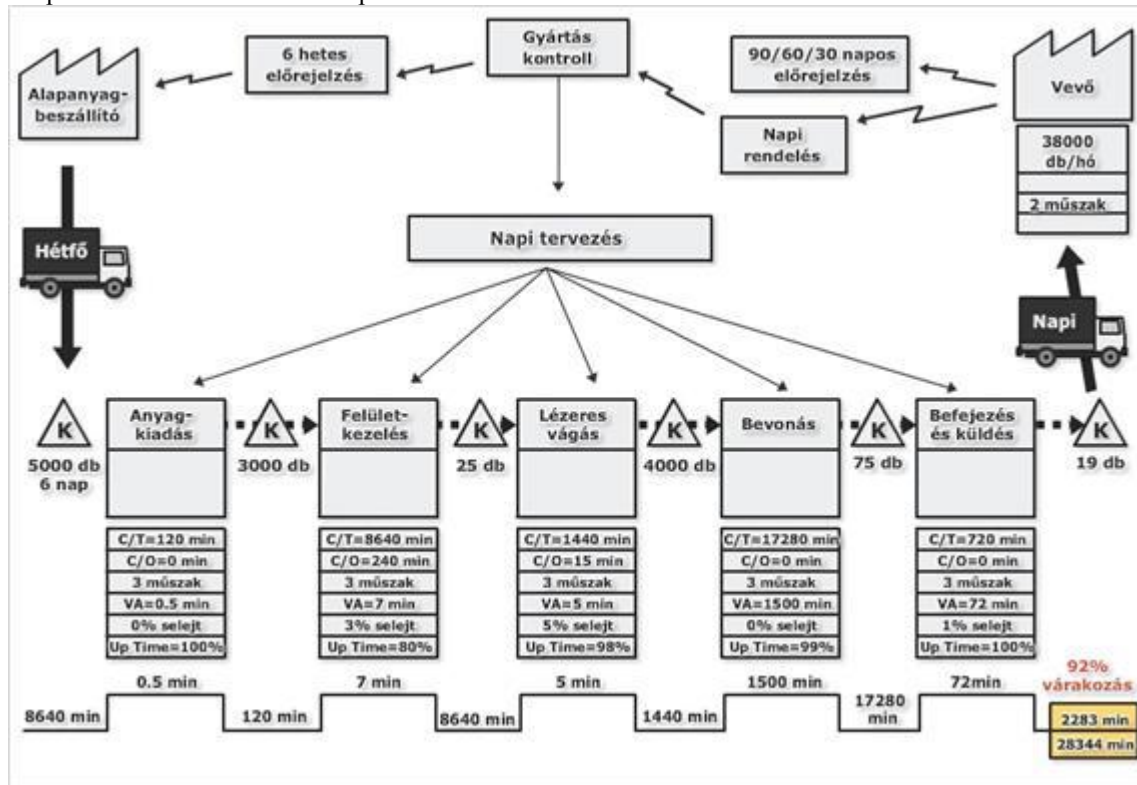 Alapanyag-
beszállító
6 hetes
előrejelzés
Gyártás
kontroll
90/60/30 napos
előrejelzés
Napi
rendelés
Vevő
38000
db/hó
2 műszak
Napi tervezés
Hétfő
Napi
K
5000 db
6 nap
Anyag-
kiadás
K
3000 db
Felület-
kezelés
K
25 db
Lézeres
vágás
K
4000 db
Bevonás
K
75 db
Befejezés
és küldés
K
19 db
C/T=120 min
C/O=0 min
3 műszak
VA=0.5 min
0% selejt
Up Time=100%
C/T=8640 min
C/O=240 min
3 műszak
VA=7 min
3% selejt
Up Time=80%
C/T=1440 min
C/O=15 min
3 műszak
VA=5 min
5% selejt
Up Time=98%
C/T=17280 min
C/O=0 min
3 műszak
VA=1500 min
0% selejt
Up Time=99%
C/T=720 min
C/O=0 min
3 műszak
VA=72 min
1% selejt
Up Time=100%
8640 min
0.5 min
120 min
7 min
8640 min
5 min
1440 min
1500 min
17280
min
72min
92%
várakozás
2283 min
28344 min